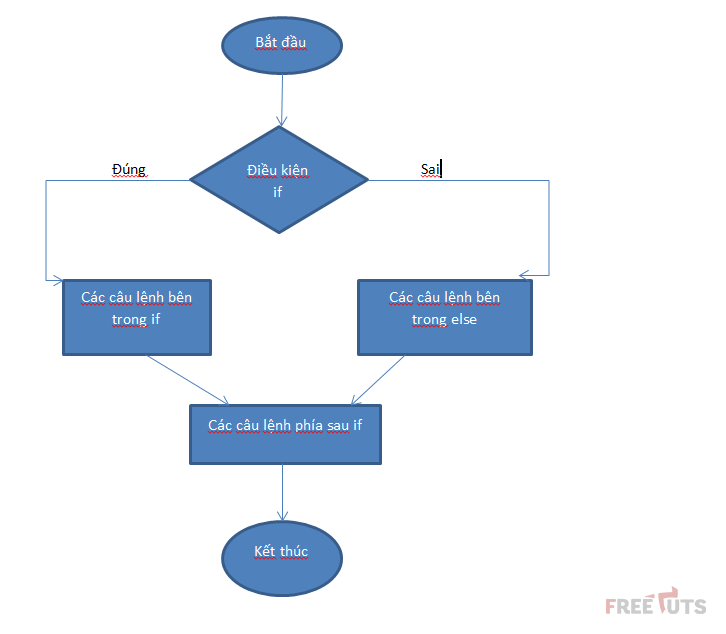 Bắt đầu
Đúng
Điều kiện
if
Sai
Các câu lệnh bên
trong if
Các câu lệnh bên
trong else
Các câu lệnh phía sau if
Kết thúc
FREETUTS